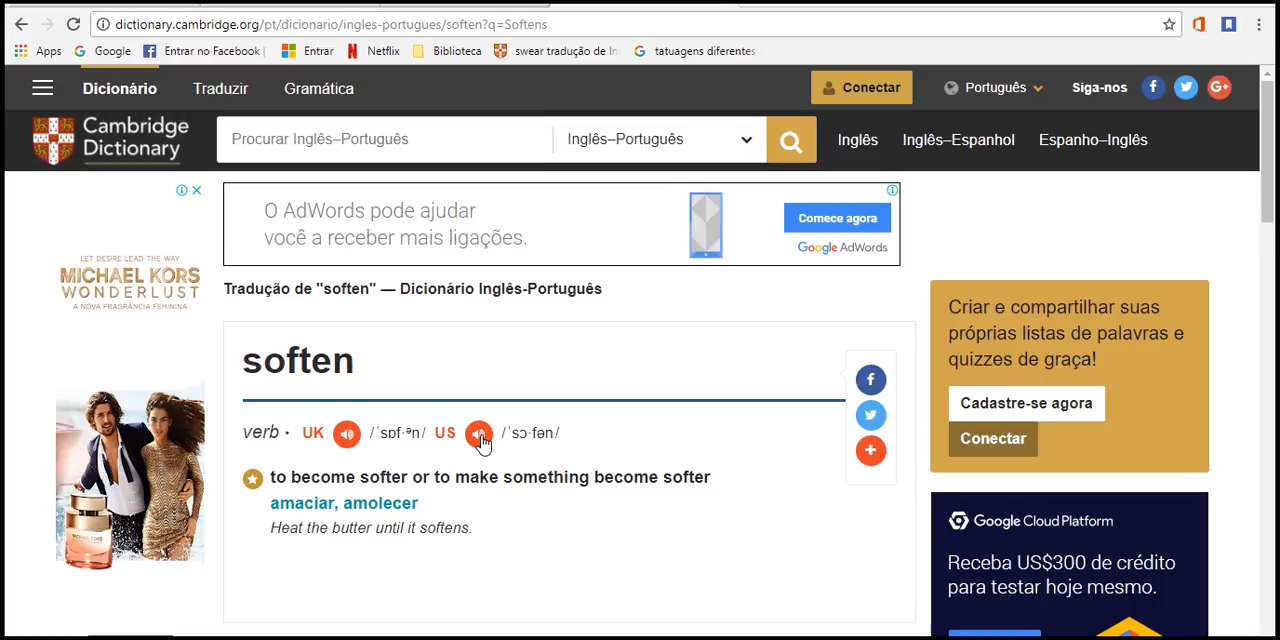 dictionary.cambridge.org/pt/dicionario/ingles-portugues/soften?q=Softens
Apps Google Entrar no Facebook Entrar Netflix Biblioteca swear tradução de In tatuagens diferentes
Dicionário Traduzir Gramática Conectar Português Siga-nos
Cambridge
Dictionary
Procurar Inglês–Português Inglês–Português Inglês Inglês–Espanhol Espanho–Inglês
O AdWords pode ajudar
você a receber mais ligações.
Comece agora
Google AdWords
LET DESIRE LEAD THE WAY
MICHAEL KORS
WONDERLUST
A NOVA FRAGRÂNCIA FEMININA
Tradução de "soften" — Dicionário Inglês-Português
soften
verb · UK /ˈsɒf·ᵊn/ US /ˈsɔ·fən/
to become softer or to make something become softer
amaciar, amolecer
Heat the butter until it softens.
Criar e compartilhar suas
próprias listas de palavras e
quizzes de graça!
Cadastre-se agora
Conectar
Google Cloud Platform
Receba US$300 de crédito
para testar hoje mesmo.